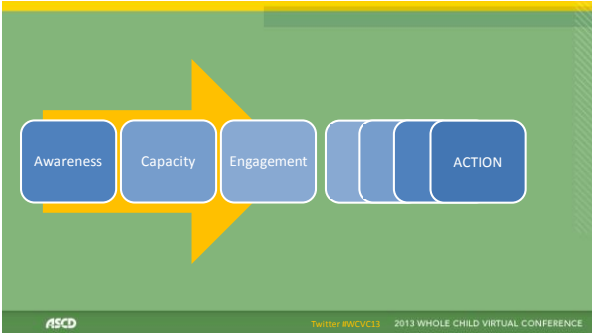 Awareness
Capacity
Engagement
ACTION
ASCD
Twitter #WCVC13
2013 WHOLE CHILD VIRTUAL CONFERENCE